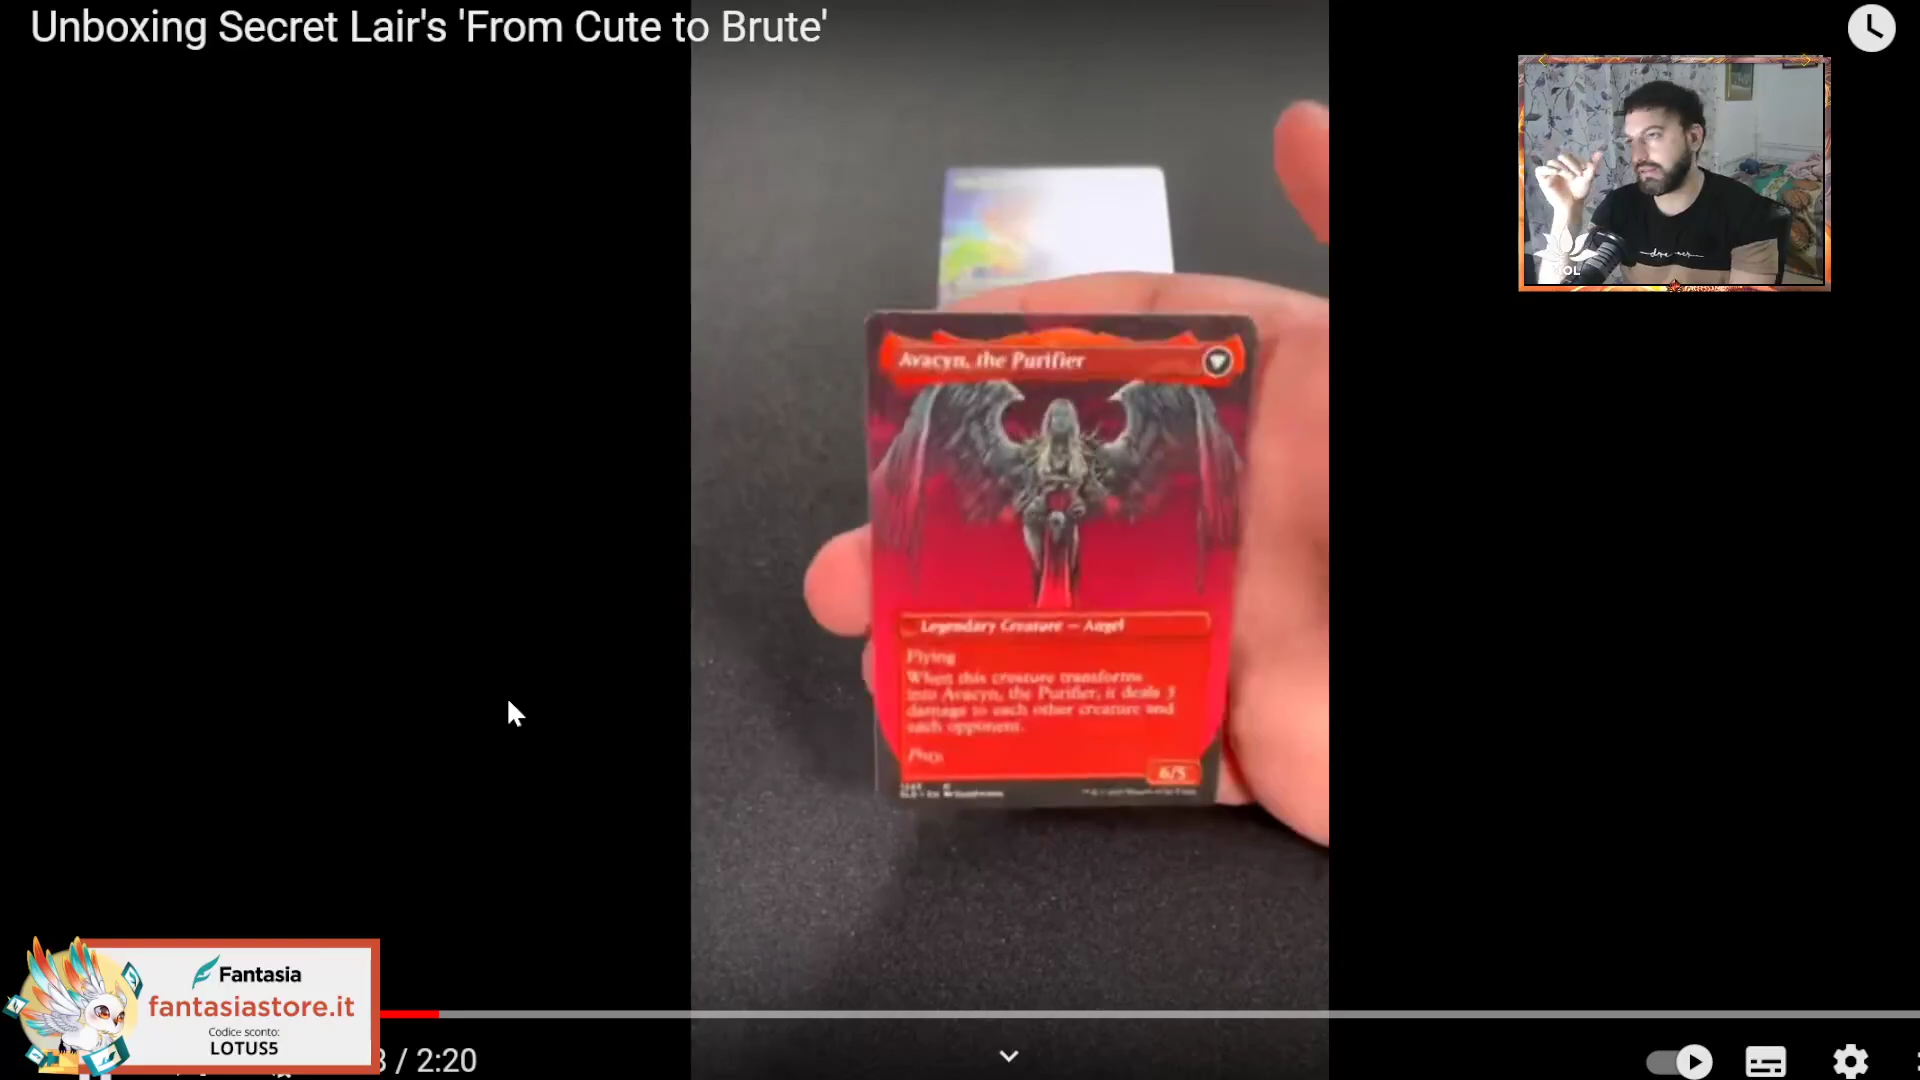 Unboxing Secret Lair's 'From Cute to Brute'
Avacyn, the Purifier
Legendary Creature — Angel
Flying
When this creature transforms
into Avacyn, the Purifier, it deals 3
damage to each other creature and
each opponent.
6/5
Fantasia
fantasiastore.it
Codice sconto:
LOTUS5
/ 2:20